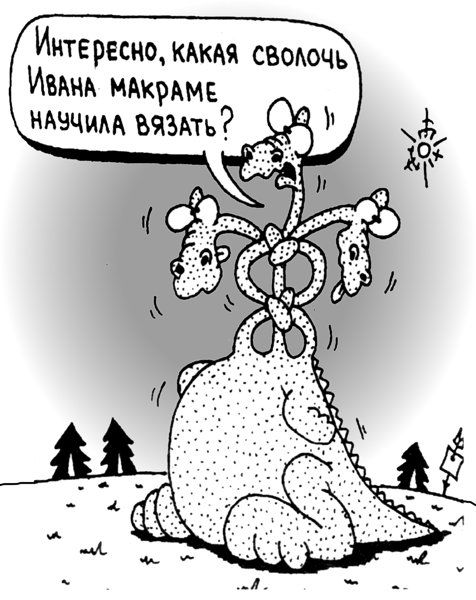 Интересно, какая сволочь
Ивана макраме
научила вязать?